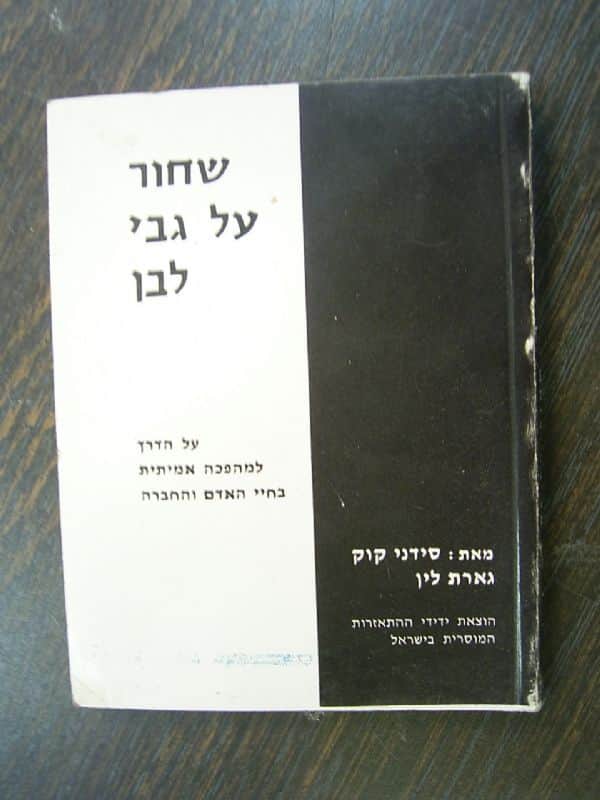 שחור
על גבי
לבן
על הדרך
למהפכה אמיתית
בחיי האדם והחברה
מאת: סידני קוק
גארת לין
הוצאת ידידי ההתאזרות
המוסרית בישראל